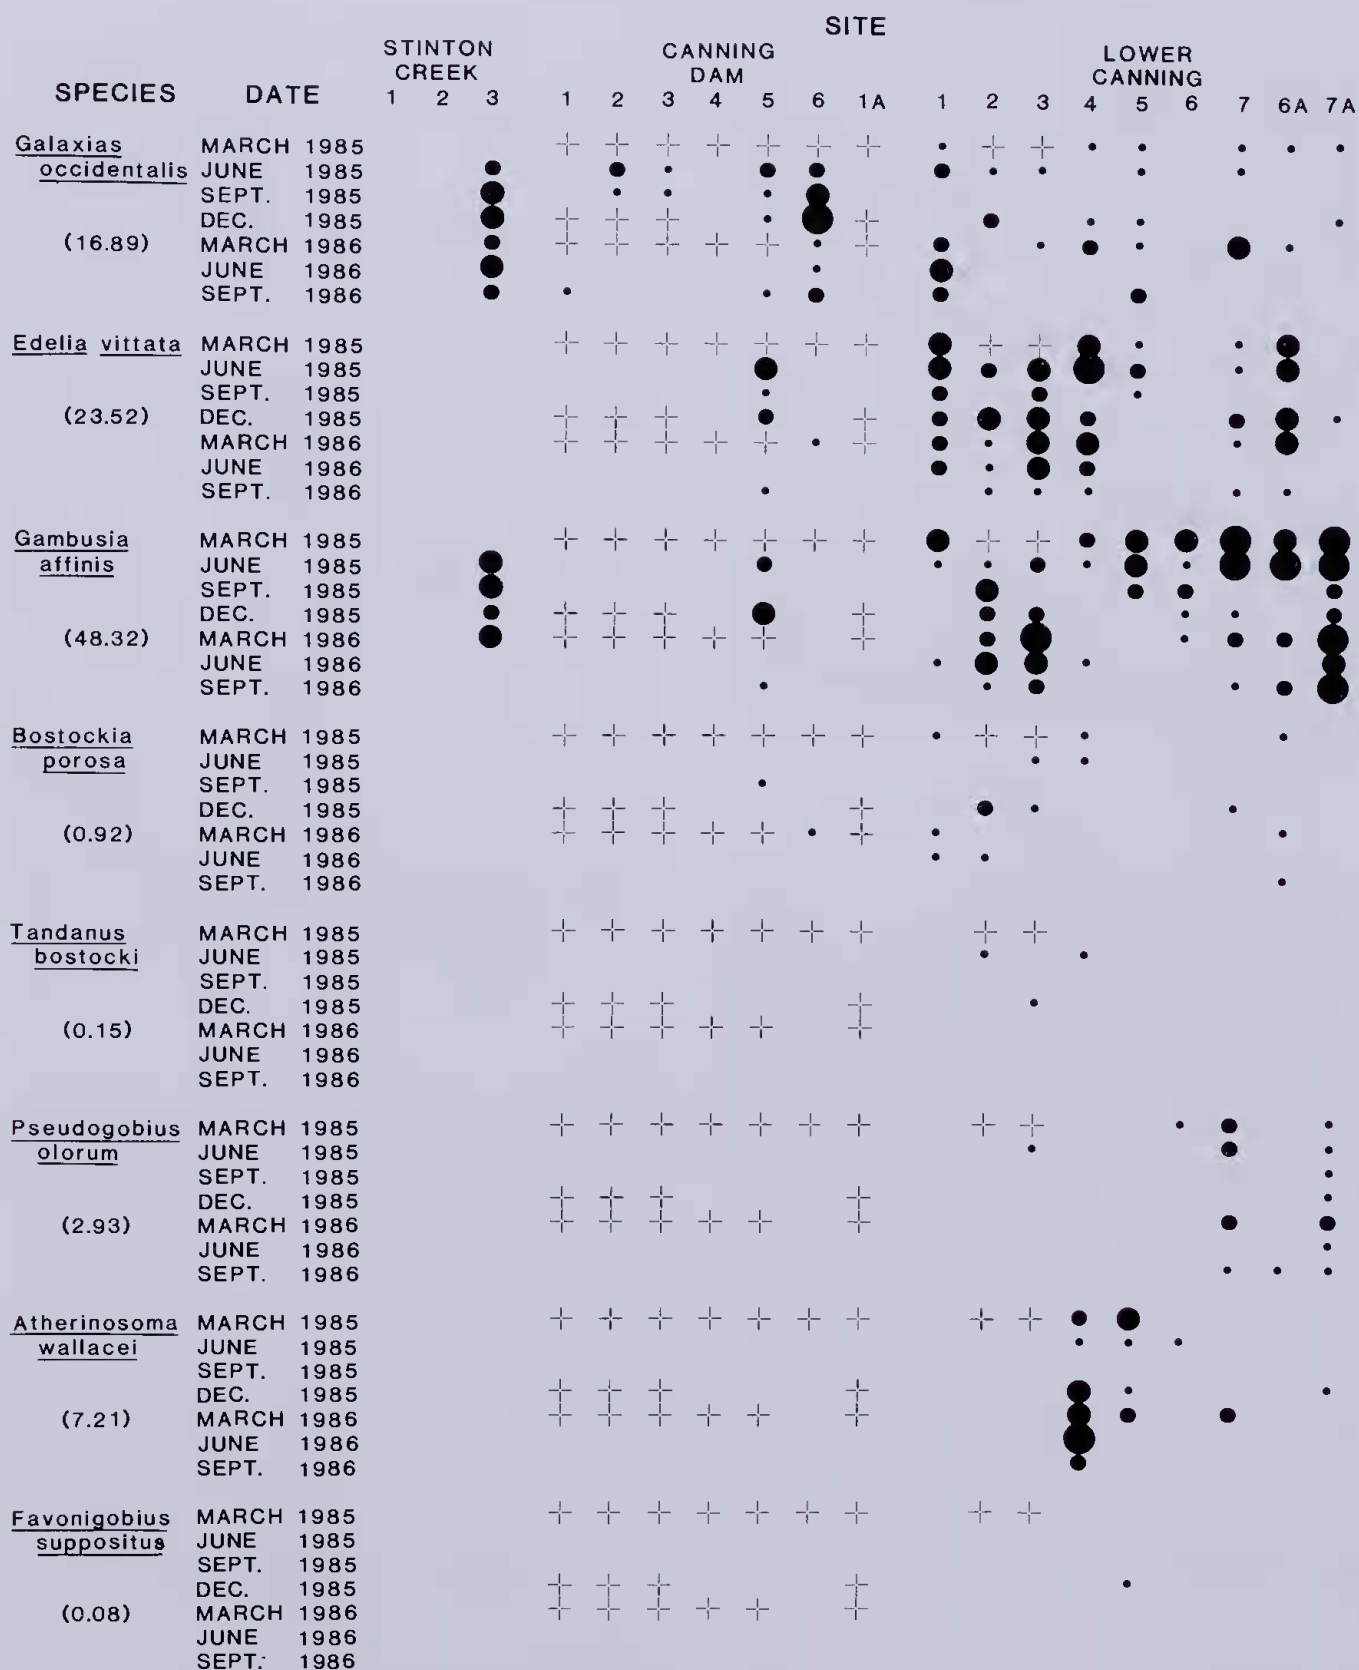 SITE
STINTON CREEK CANNING DAM LOWER CANNING
SPECIES DATE 1 2 3 1 2 3 4 5 6 1A 1 2 3 4 5 6 7 6A 7A
Galaxias MARCH 1985
occidentalis JUNE 1985
SEPT. 1985
DEC. 1985
(16.89) MARCH 1986
JUNE 1986
SEPT. 1986
Edelia vittata MARCH 1985
JUNE 1985
SEPT. 1985
(23.52) DEC. 1985
MARCH 1986
JUNE 1986
SEPT. 1986
Gambusia MARCH 1985
affinis JUNE 1985
SEPT. 1985
DEC. 1985
(48.32) MARCH 1986
JUNE 1986
SEPT. 1986
Bostockia MARCH 1985
porosa JUNE 1985
SEPT. 1985
DEC. 1985
(0.92) MARCH 1986
JUNE 1986
SEPT. 1986
Tandanus MARCH 1985
bostocki JUNE 1985
SEPT. 1985
DEC. 1985
(0.15) MARCH 1986
JUNE 1986
SEPT. 1986
Pseudogobius MARCH 1985
olorum JUNE 1985
SEPT. 1985
DEC. 1985
(2.93) MARCH 1986
JUNE 1986
SEPT. 1986
Atherinosoma MARCH 1985
wallacei JUNE 1985
SEPT. 1985
DEC. 1985
(7.21) MARCH 1986
JUNE 1986
SEPT. 1986
Favonigobius MARCH 1985
suppositus JUNE 1985
SEPT. 1985
DEC. 1985
(0.08) MARCH 1986
JUNE 1986
SEPT. 1986